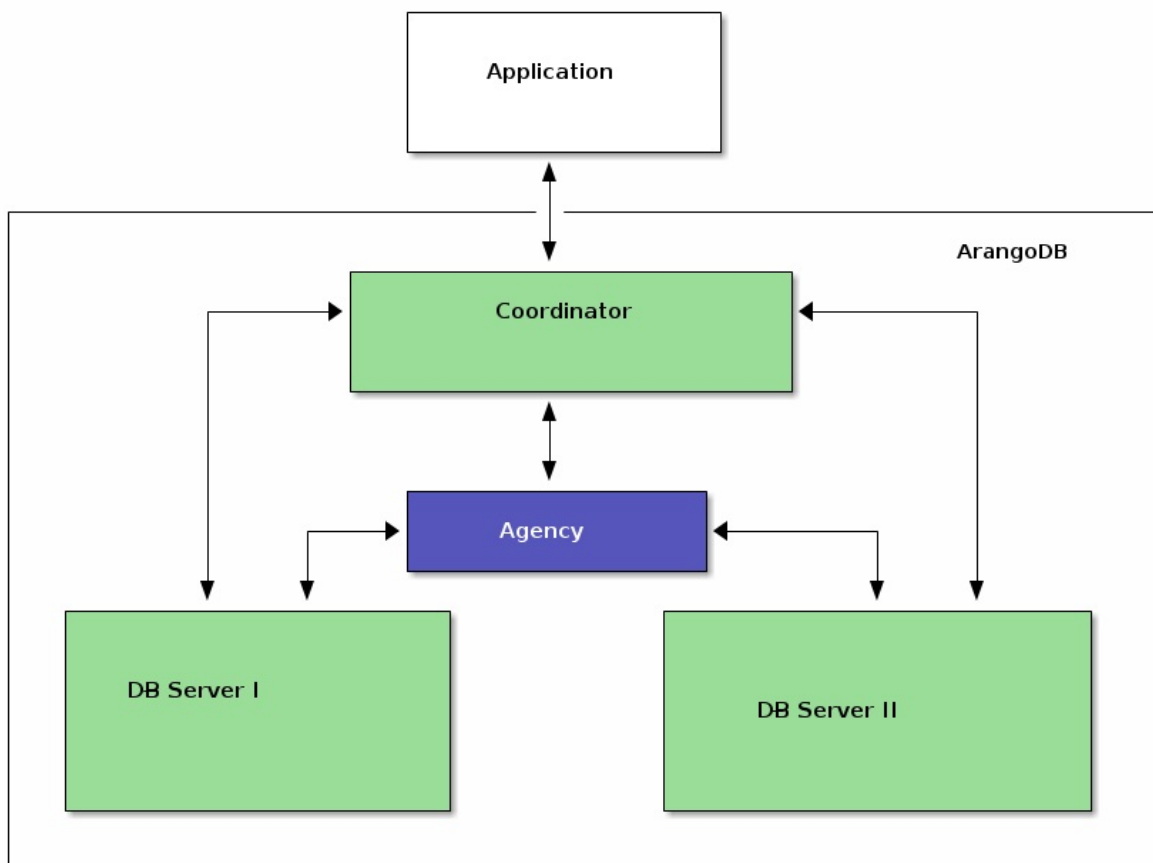 Application
ArangoDB
Coordinator
Agency
DB Server I
DB Server II